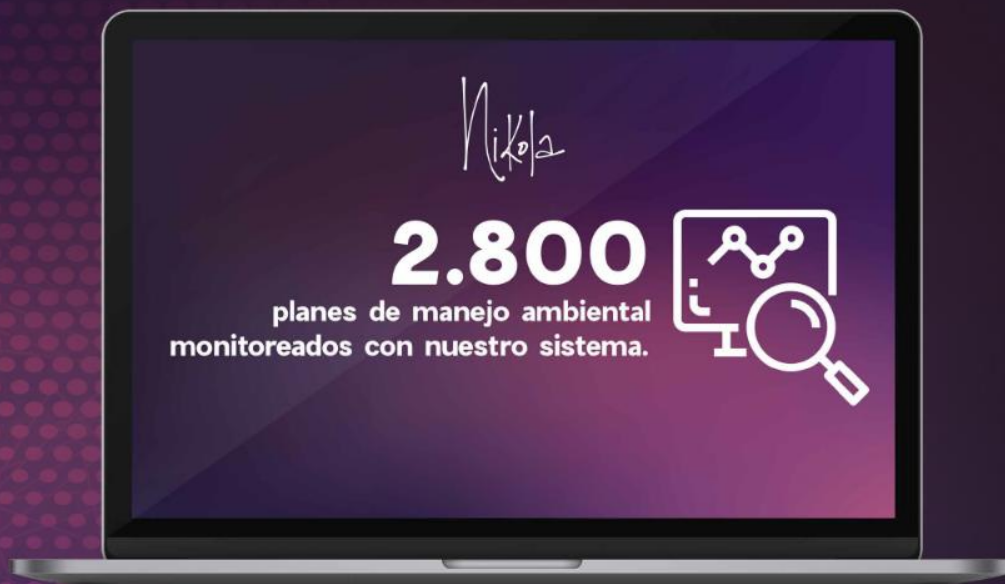 Nikola
2.800
planes de manejo ambiental
monitoreados con nuestro sistema.